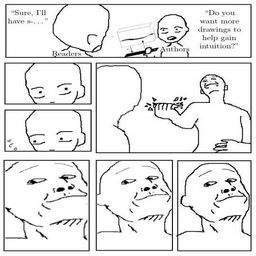 “Sure, I’ll
have s-. . .”
“Do you
want more
drawings to
help gain
intuition?”
Readers
Authors